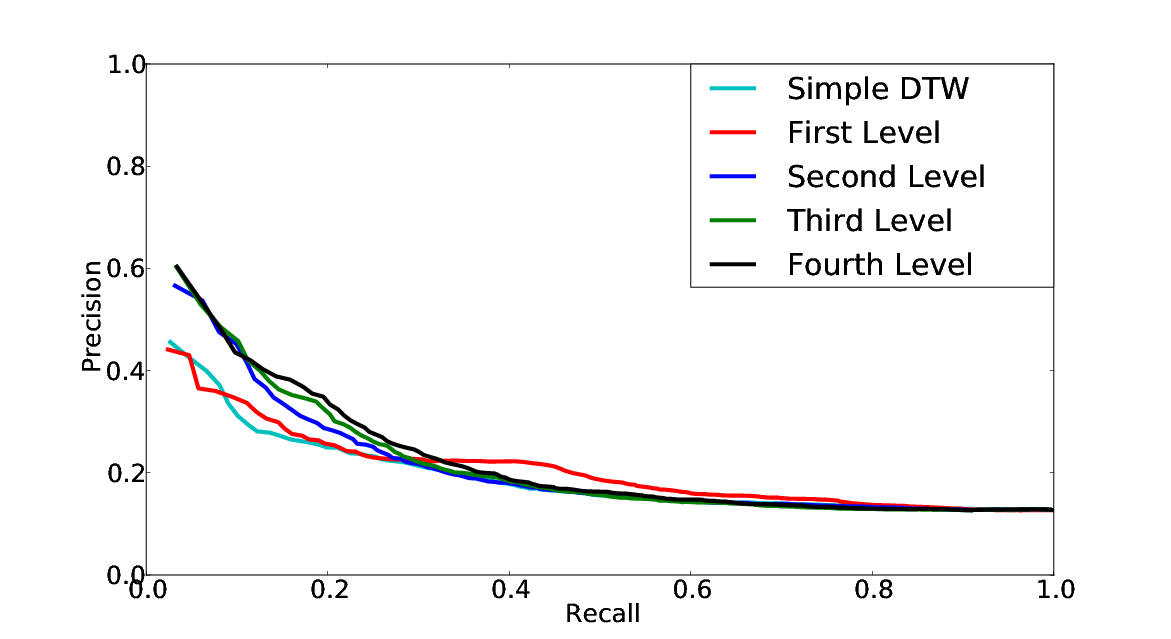 1.0
0.8
0.6
0.4
0.2
0.0
Precision
0.0 0.2 0.4 0.6 0.8 1.0
Recall
Simple DTW
First Level
Second Level
Third Level
Fourth Level